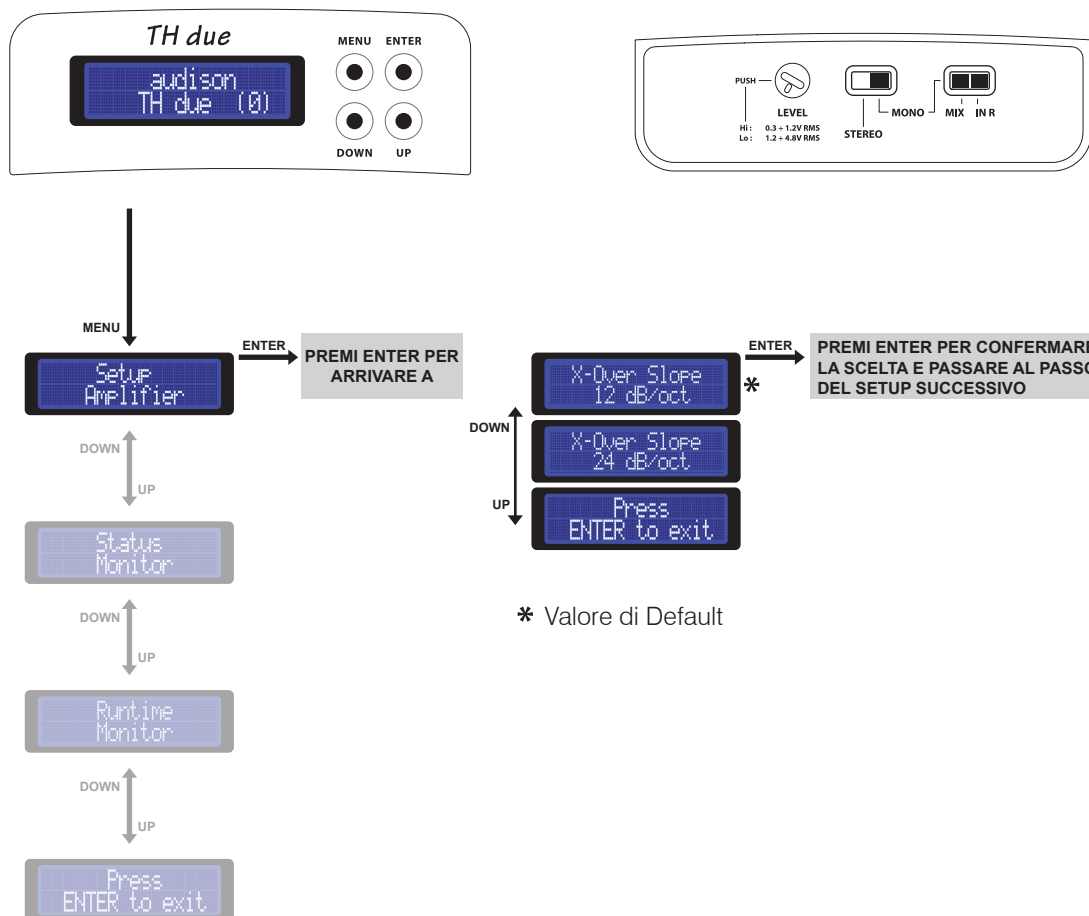 TH due
audison
TH due (0)
MENU ENTER
DOWN UP
PUSH
LEVEL
Hi : 0.3 ÷ 1.2V RMS
Lo : 1.2 ÷ 4.8V RMS
STEREO
MONO
MIX IN R
MENU
Setup
Amplifier
ENTER
PREMI ENTER PER
ARRIVARE A
DOWN
UP
Status
Monitor
DOWN
UP
Runtime
Monitor
DOWN
UP
Press
ENTER to exit
X-Over Slope
12 dB/oct
*
ENTER
PREMI ENTER PER CONFERMARE
LA SCELTA E PASSARE AL PASSO
DEL SETUP SUCCESSIVO
DOWN
X-Over Slope
24 dB/oct
UP
Press
ENTER to exit
* Valore di Default